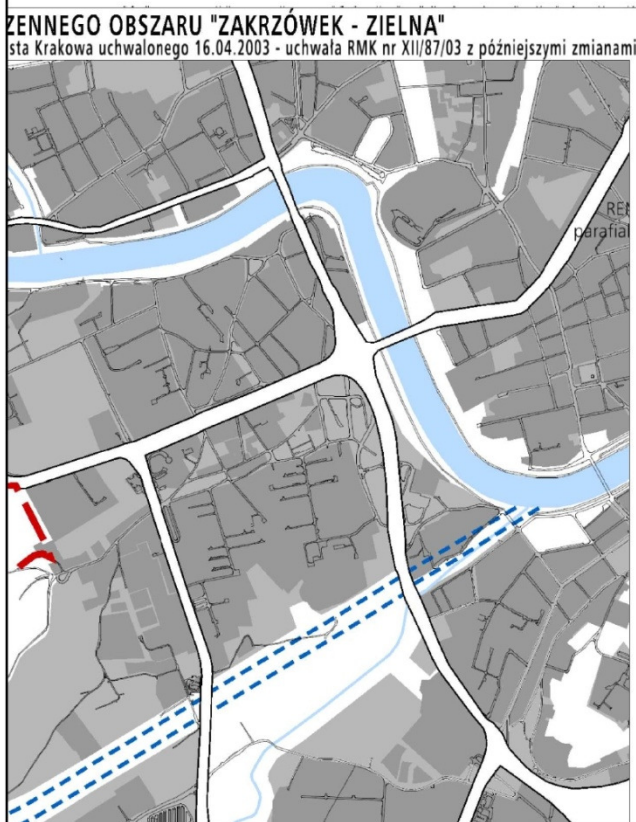 ZENNEGO OBSZARU "ZAKRZÓWEK - ZIELNA"
sta Krakowa uchwalonego 16.04.2003 - uchwała RMK nr XII/87/03 z późniejszymi zmianami
REN
parafial